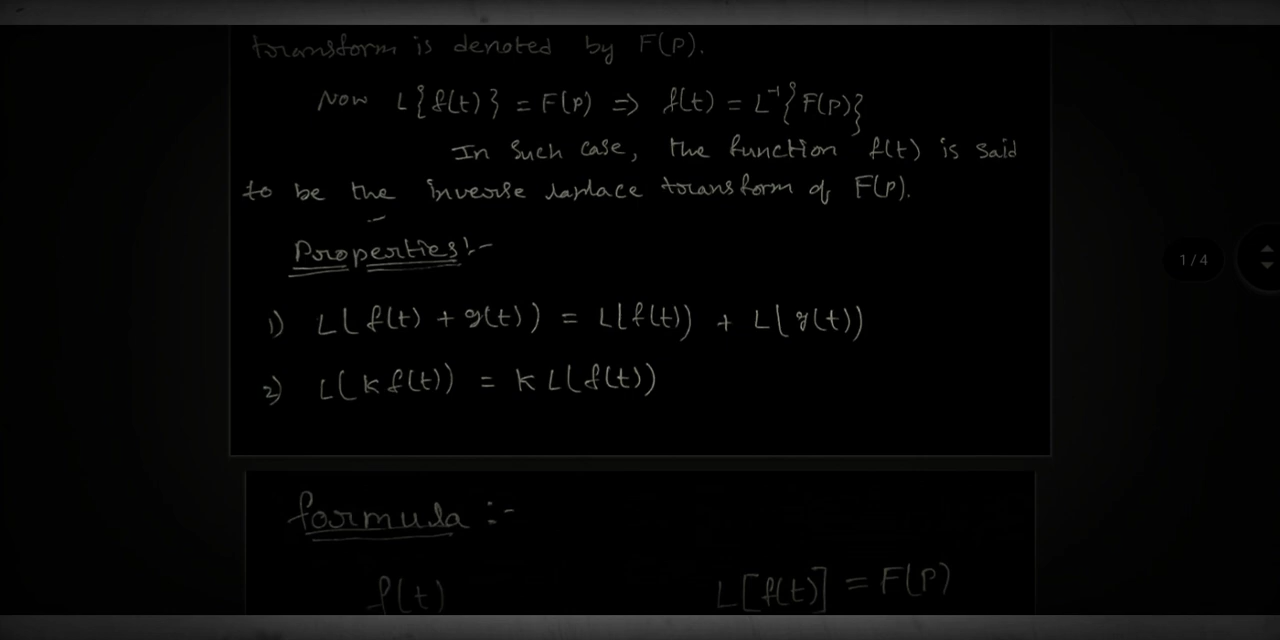 transform is denoted by F(p).
Now L{f(t)} = F(p) => f(t) = L⁻¹{F(p)}
In Such Case, the function f(t) is said
to be the inverse laplace transform of F(p).
Properties:-
1) L(f(t) + g(t)) = L(f(t)) + L(g(t))
2) L(k f(t)) = k L(f(t))
1/4
formula :-
f(t) L[f(t)] = F(p)